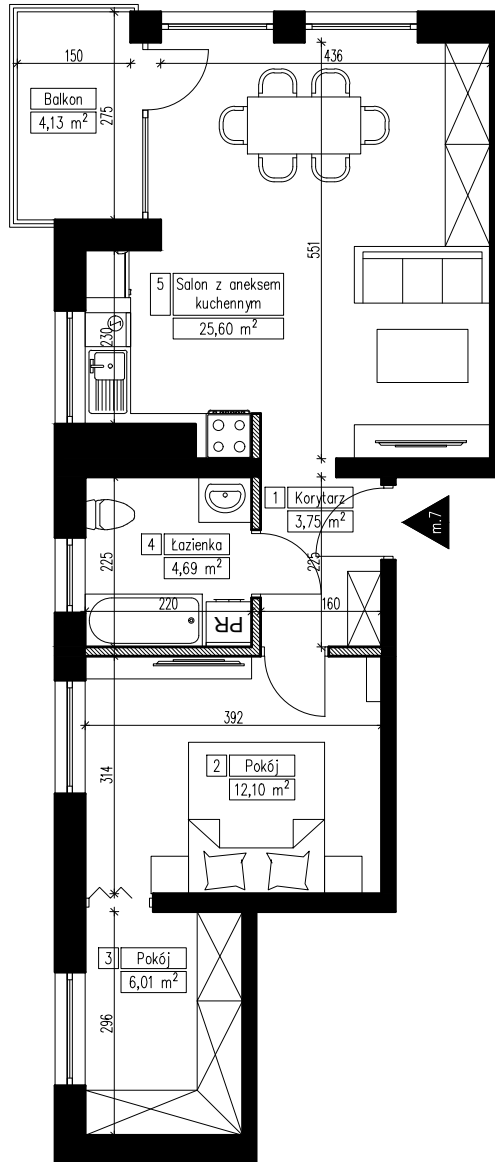 150
436
Balkon
4,13 m²
275
551
5 Salon z aneksem
kuchennym
25,60 m²
230
1 Korytarz
3,75 m²
m.7
4 Łazienka
4,69 m²
225
225
220
160
PR
392
314
2 Pokój
12,10 m²
3 Pokój
6,01 m²
296